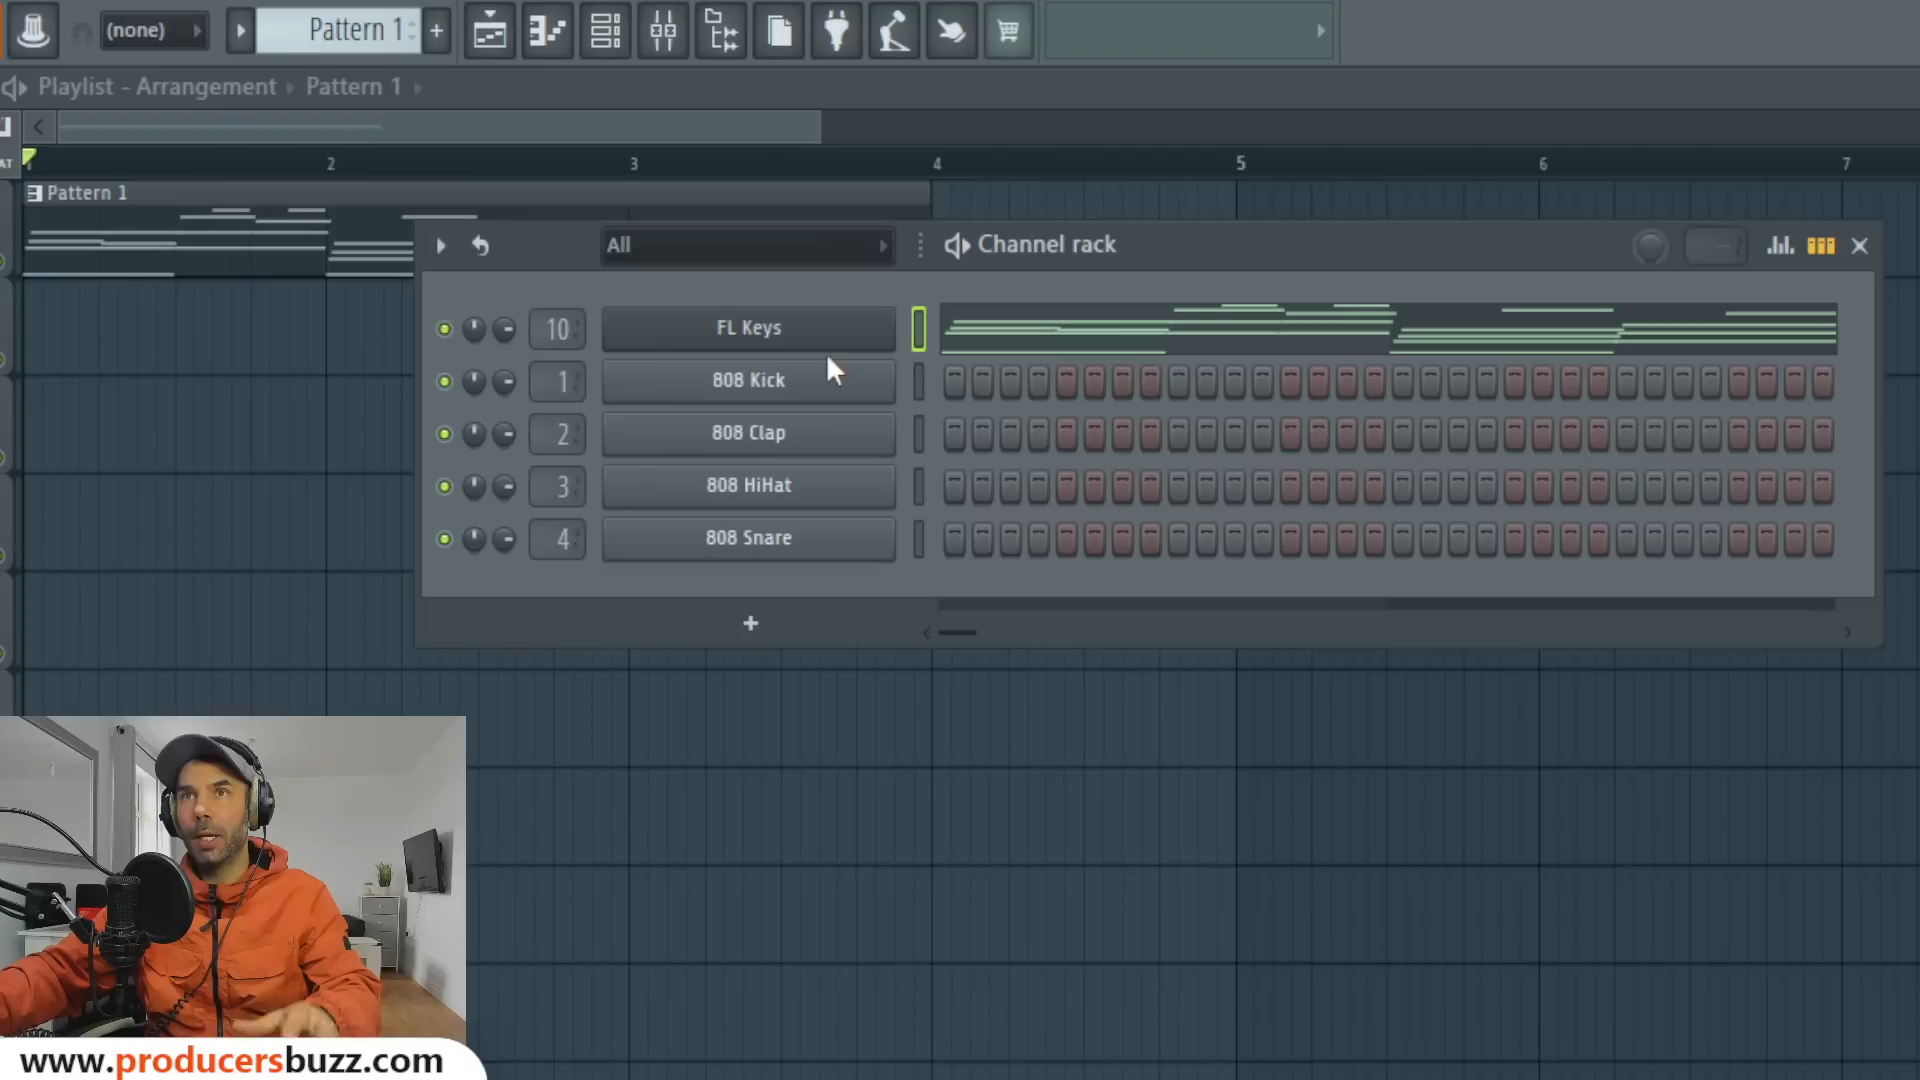 (none)
Pattern 1
+
Playlist - Arrangement
Pattern 1
2
3
4
5
6
7
Pattern 1
All
Channel rack
10
FL Keys
1
808 Kick
2
808 Clap
3
808 HiHat
4
808 Snare
+
www.producersbuzz.com